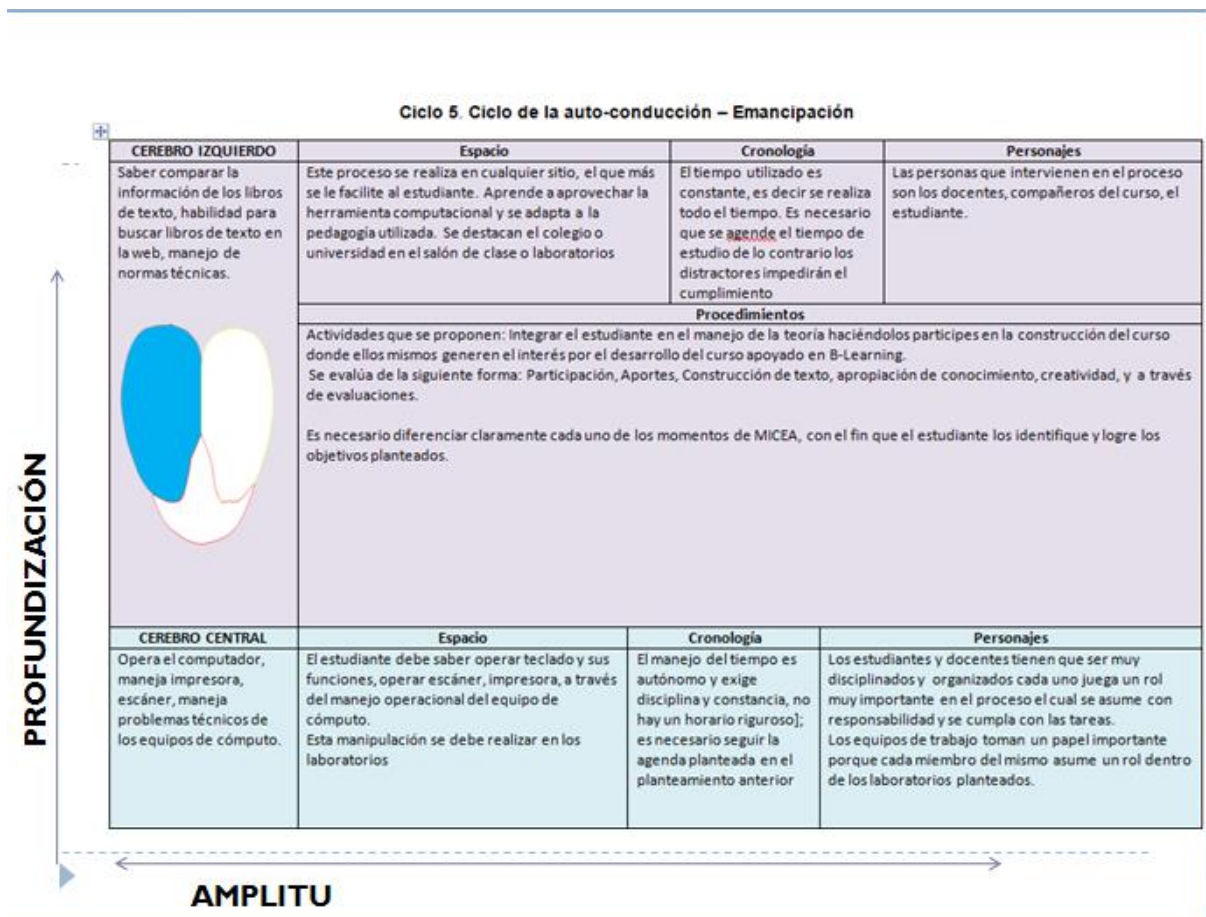 Ciclo 5. Ciclo de la auto-conducción – Emancipación
CEREBRO IZQUIERDO
Saber comparar la
información de los libros
de texto, habilidad para
buscar libros de texto en
la web, manejo de
normas técnicas.
Espacio
Este proceso se realiza en cualquier sitio, el que más
se le facilite al estudiante. Aprende a aprovechar la
herramienta computacional y se adapta a la
pedagogía utilizada. Se destacan el colegio o
universidad en el salón de clase o laboratorios
Cronología
El tiempo utilizado es
constante, es decir se realiza
todo el tiempo. Es necesario
que se agende el tiempo de
estudio de lo contrario los
distractores impedirán el
cumplimiento
Personajes
Las personas que intervienen en el proceso
son los docentes, compañeros del curso, el
estudiante.
Procedimientos
Actividades que se proponen: Integrar el estudiante en el manejo de la teoría haciéndolos participes en la construcción del curso
donde ellos mismos generen el interés por el desarrollo del curso apoyado en B-Learning.
Se evalúa de la siguiente forma: Participación, Aportes, Construcción de texto, apropiación de conocimiento, creatividad, y a través
de evaluaciones.
Es necesario diferenciar claramente cada uno de los momentos de MICEA, con el fin que el estudiante los identifique y logre los
objetivos planteados.
CEREBRO CENTRAL
Opera el computador,
maneja impresora,
escáner, maneja
problemas técnicos de
los equipos de cómputo.
Espacio
El estudiante debe saber operar teclado y sus
funciones, operar escáner, impresora, a través
del manejo operacional del equipo de
cómputo.
Esta manipulación se debe realizar en los
laboratorios
Cronología
El manejo del tiempo es
autónomo y exige
disciplina y constancia, no
hay un horario riguroso];
es necesario seguir la
agenda planteada en el
planteamiento anterior
Personajes
Los estudiantes y docentes tienen que ser muy
disciplinados y organizados cada uno juega un rol
muy importante en el proceso el cual se asume con
responsabilidad y se cumpla con las tareas.
Los equipos de trabajo toman un papel importante
porque cada miembro del mismo asume un rol dentro
de los laboratorios planteados.
PROFUNDIZACIÓN
AMPLITU